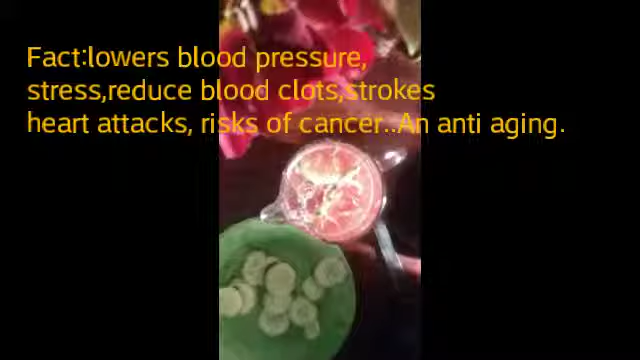 Fact:lowers blood pressure,
stress,reduce blood clots,strokes
heart attacks, risks of cancer..An anti aging.